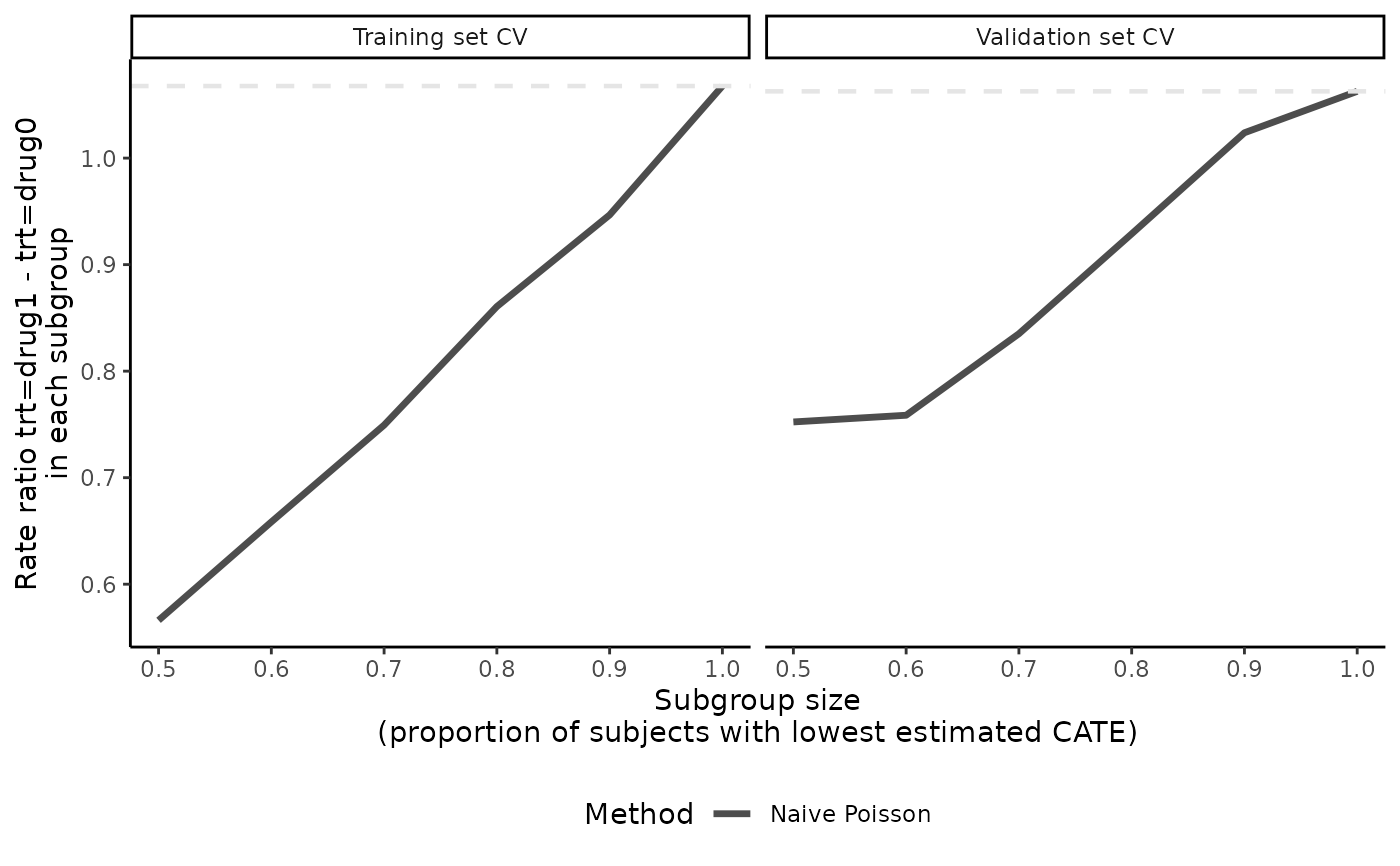 Training set CV
Validation set CV
Rate ratio trt=drug1 - trt=drug0
in each subgroup
1.0
0.9
0.8
0.7
0.6
0.5 0.6 0.7 0.8 0.9 1.0
0.5 0.6 0.7 0.8 0.9 1.0
Subgroup size
(proportion of subjects with lowest estimated CATE)
Method Naive Poisson